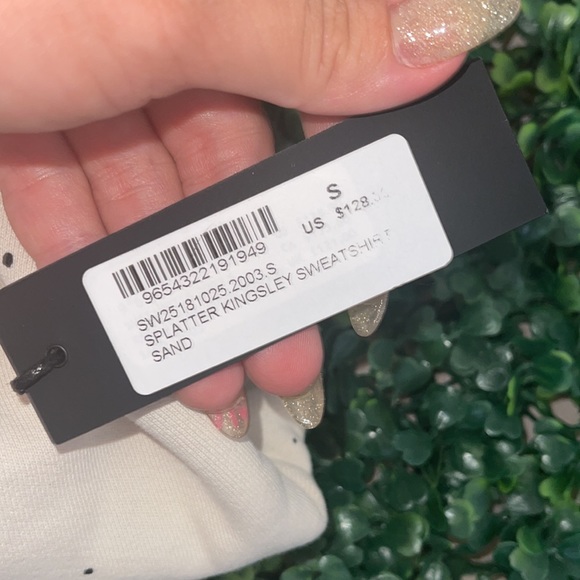 S
US $128.
9654322191949
SW25181025.2003.S
SPLATTER KINGSLEY SWEATSHIRT
SAND